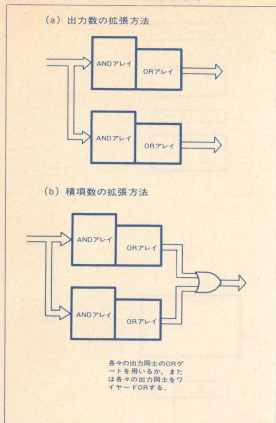 (a) 出力数の拡張方法
ANDアレイ
ORアレイ
ANDアレイ
ORアレイ
(b) 積項数の拡張方法
ANDアレイ
ORアレイ
ANDアレイ
ORアレイ
各々の出力同士のORゲ
ートを用いるか，また
は各々の出力同士をワ
イヤードORする．